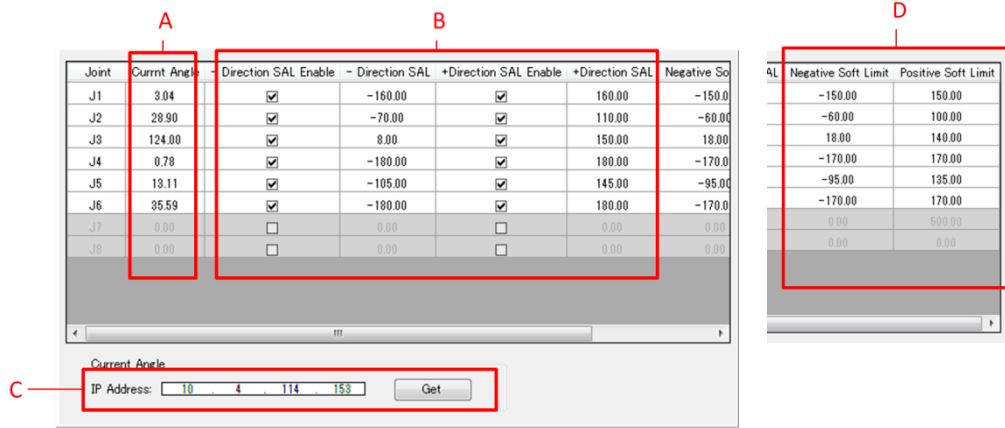 A
B
D
Joint Currnt Angle - Direction SAL Enable - Direction SAL +Direction SAL Enable +Direction SAL Negative So
J1 3.04 -160.00 160.00 -150.0
J2 28.90 -70.00 110.00 -60.00
J3 124.00 8.00 150.00 18.00
J4 0.78 -180.00 180.00 -170.0
J5 13.11 -105.00 145.00 -95.00
J6 35.59 -180.00 180.00 -170.0
J7 0.00 0.00 0.00 0.00
J8 0.00 0.00 0.00 0.00
AL Negative Soft Limit Positive Soft Limit
-150.00 150.00
-60.00 100.00
18.00 140.00
-170.00 170.00
-95.00 135.00
-170.00 170.00
0.00 500.00
0.00 0.00
Current Angle
C
IP Address: 10 . 4 . 114 . 153 Get